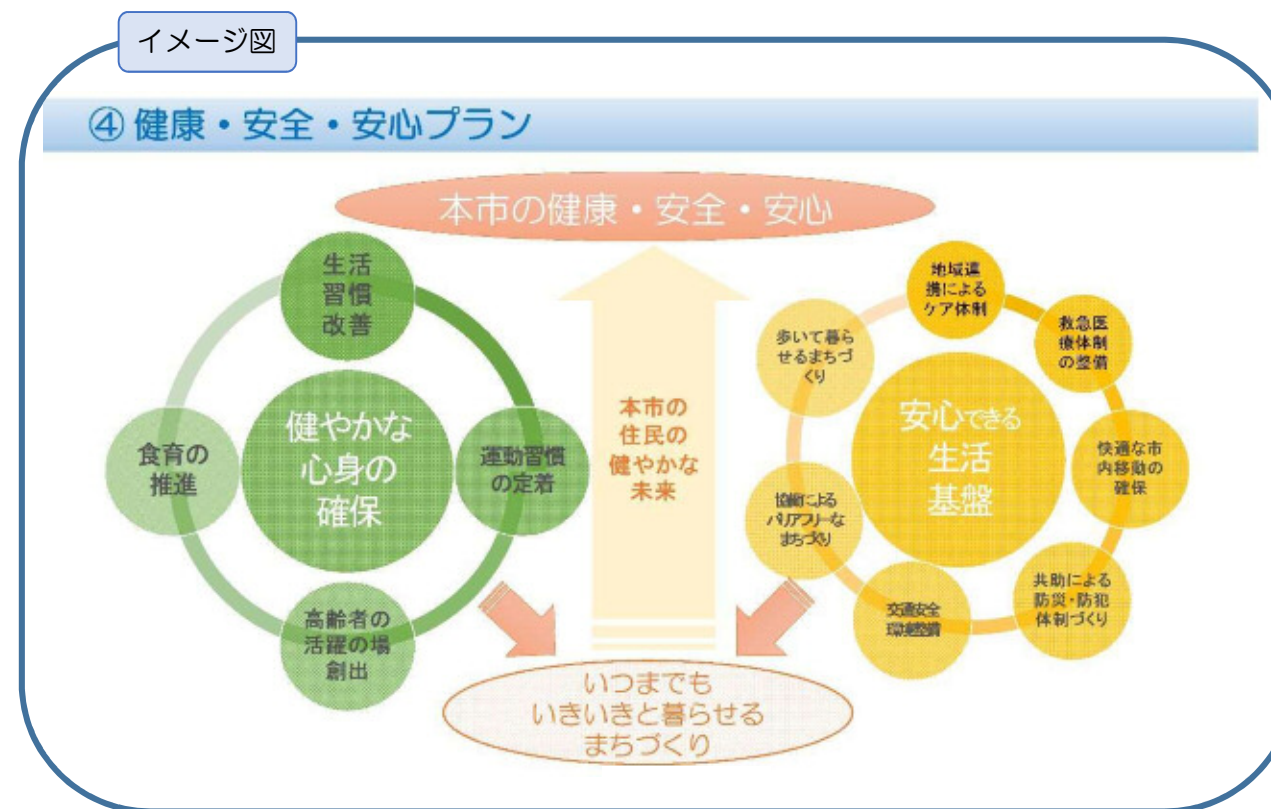 イメージ図
④ 健康・安全・安心プラン
本市の健康・安全・安心
生活
習慣
改善
健やかな
心身の
確保
食育の
推進
運動習慣
の定着
高齢者の
活躍の場
創出
本市の
住民の
健やかな
未来
地域連
携による
ケア体制
救急医
療体制
の整備
歩いて暮ら
せるまちづ
くり
安心できる
生活
基盤
快適な市
内移動の
確保
協働による
バリアフリーな
まちづくり
共助による
防災・防犯
体制づくり
交通安全
環境整備
いつまでも
いきいきと暮らせる
まちづくり